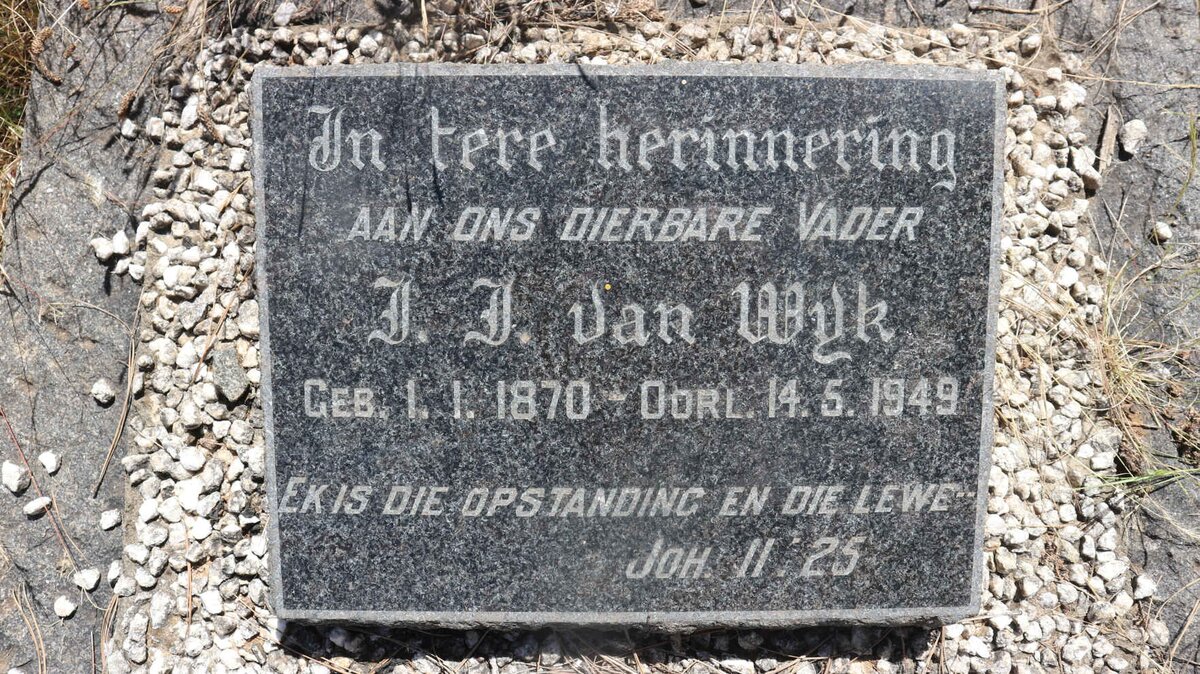 In tere herinnering
AAN ONS DIERBARE VADER
J. J. van Wyk
GEB. 1. 1. 1870 - OORL. 14. 5. 1949
EK IS DIE OPSTANDING EN DIE LEWE"
JOH. 11 : 25